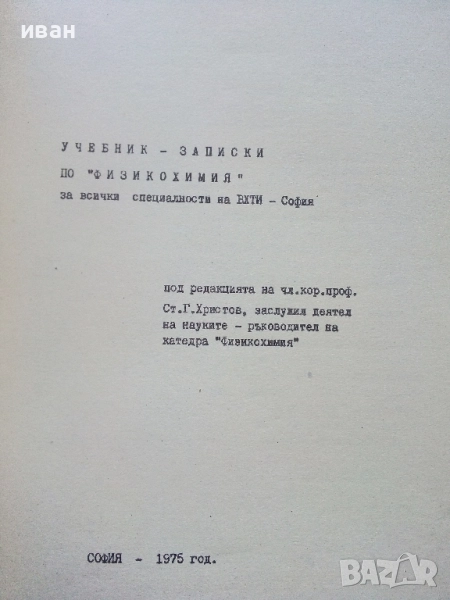 иван
УЧЕБНИК - ЗАПИСКИ
ПО "ФИЗИКОХИМИЯ"
за всички специалности на ВХТИ - София
под редакцията на чл.кор.проф.
Ст.Г.Христов, заслужил деятел
на науките - ръководител на
катедра "Физикохимия"
СОФИЯ - 1975 год.
bazar